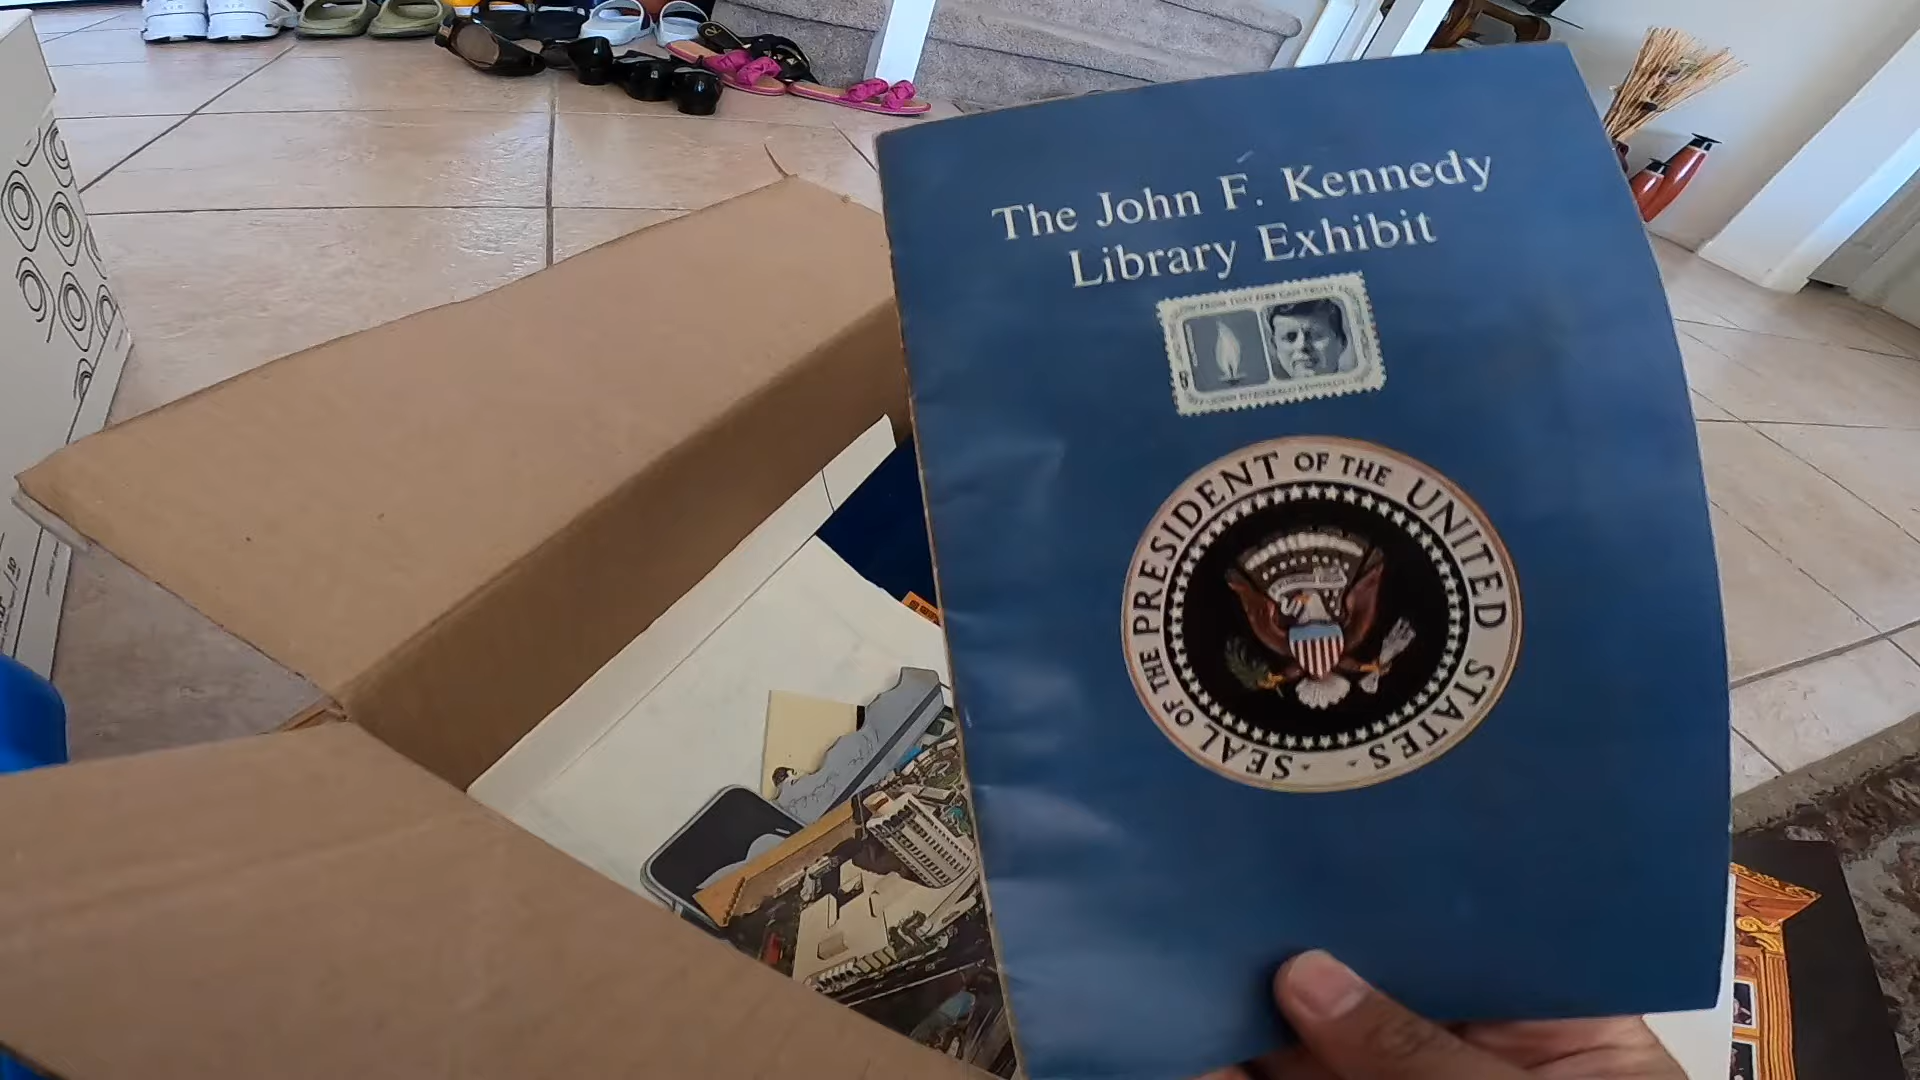 The John F. Kennedy
Library Exhibit
SEAL OF THE PRESIDENT OF THE UNITED STATES